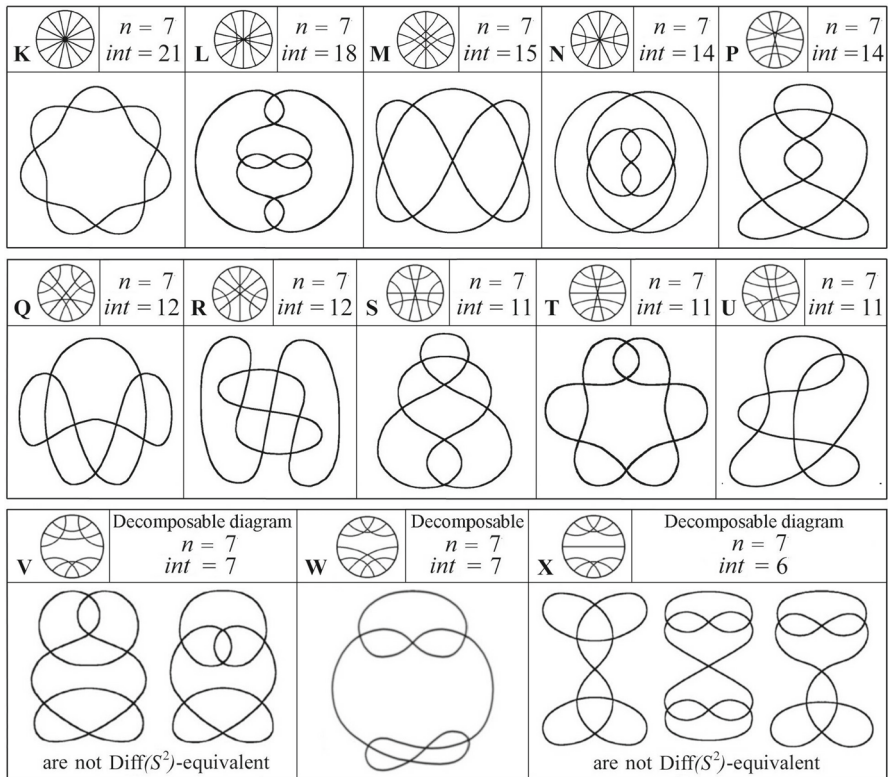 K n = 7 int = 21 L n = 7 int = 18 M n = 7 int = 15 N n = 7 int = 14 P n = 7 int = 14
Q n = 7 int = 12 R n = 7 int = 12 S n = 7 int = 11 T n = 7 int = 11 U n = 7 int = 11
V Decomposable diagram n = 7 int = 7 W Decomposable n = 7 int = 7 X Decomposable diagram n = 7 int = 6
are not Diff(S²)-equivalent are not Diff(S²)-equivalent